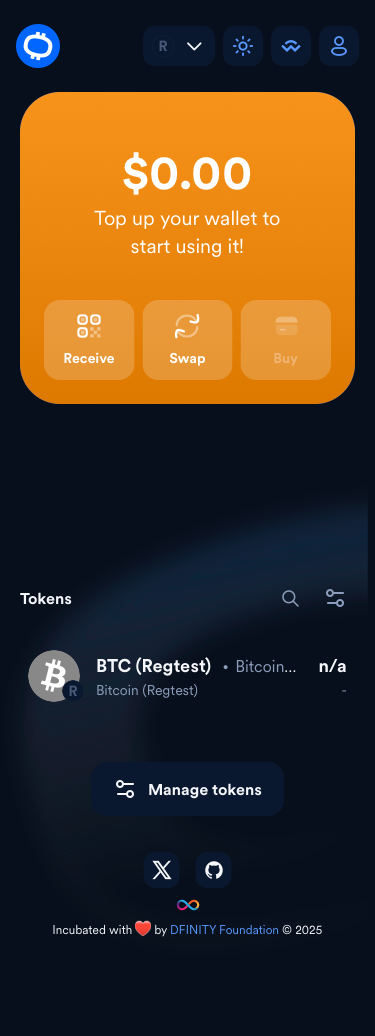 R
$0.00
Top up your wallet to
start using it!
Receive
Swap
Buy
Tokens
BTC (Regtest) • Bitcoin... n/a
Bitcoin (Regtest) -
R
Manage tokens
Incubated with ❤️ by DFINITY Foundation © 2025